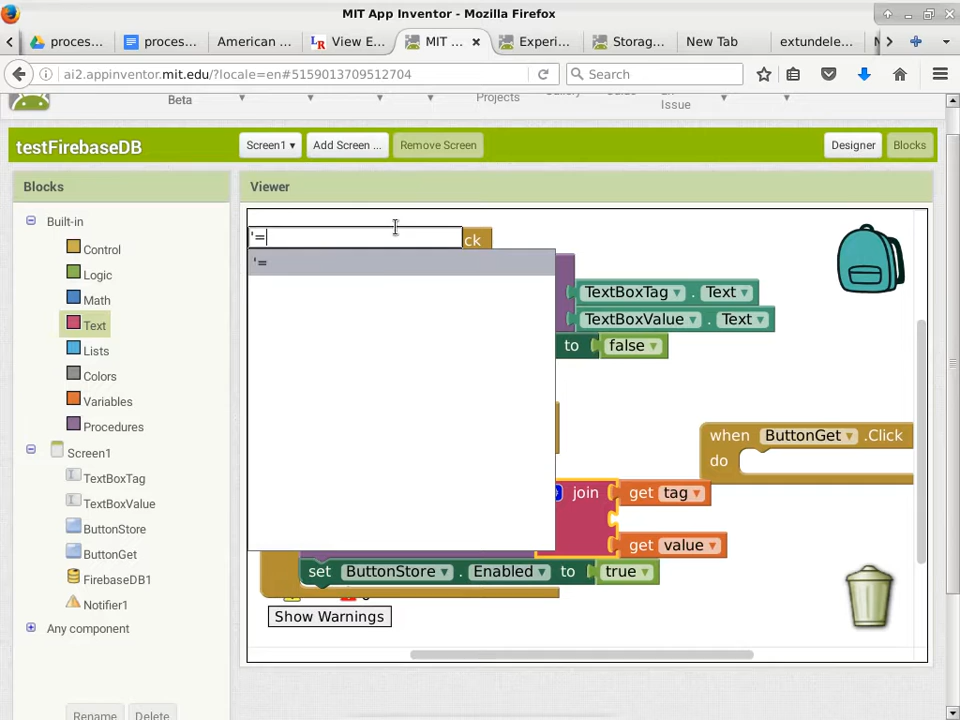 MIT App Inventor - Mozilla Firefox
proces... proces... American ... View E... MIT ... Experi... Storag... New Tab extundele...
ai2.appinventor.mit.edu/?locale=en#5159013709512704 Search
Beta Projects Issue
testFirebaseDB Screen1 Add Screen ... Remove Screen Designer Blocks
Blocks Viewer
Built-in
Control
Logic
Math
Text
Lists
Colors
Variables
Procedures
Screen1
TextBoxTag
TextBoxValue
ButtonStore
ButtonGet
FirebaseDB1
Notifier1
Any component
Rename Delete
'= ck
'=
TextBoxTag . Text
TextBoxValue . Text
to false
when ButtonGet .Click
do
join get tag
get value
set ButtonStore . Enabled to true
Show Warnings